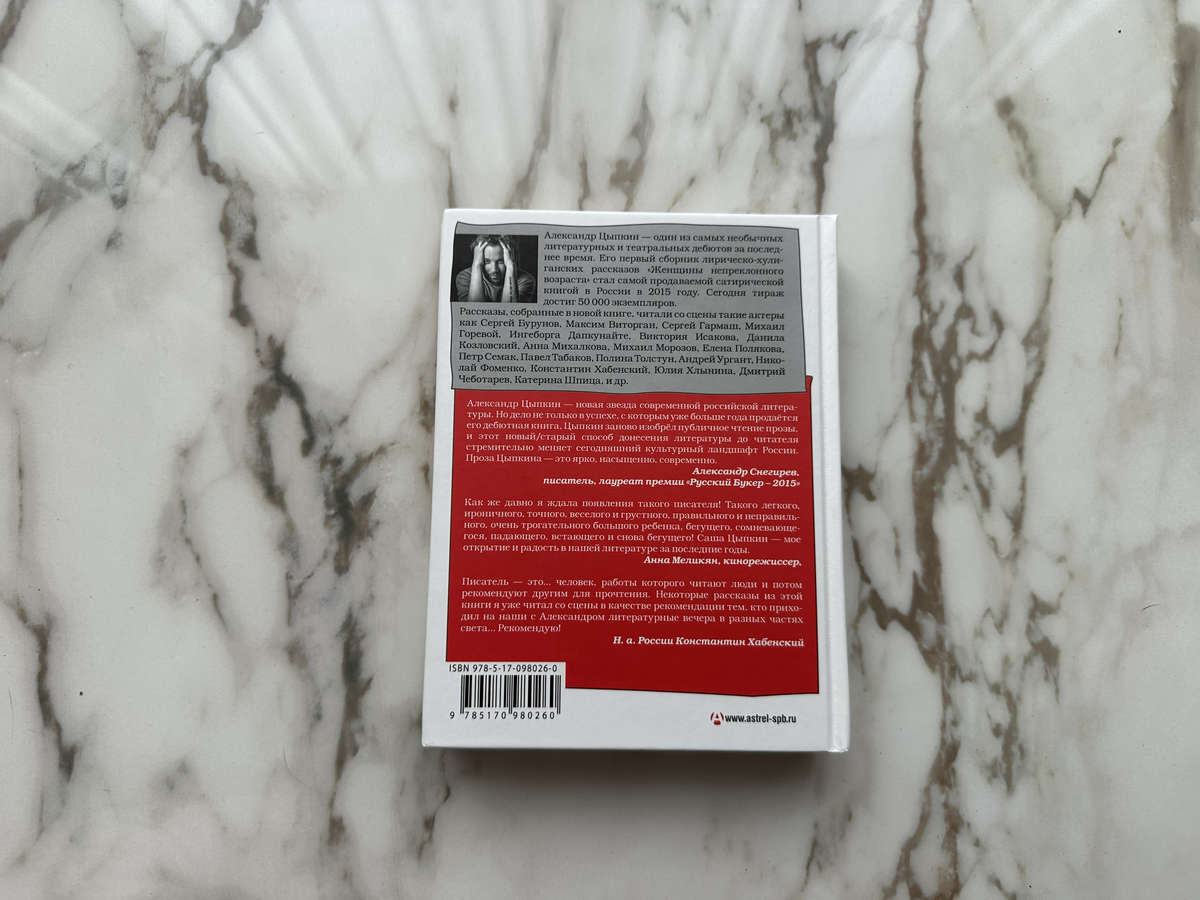 Александр Цыпкин — один из самых необычных
литературных и театральных дебютов за послед-
нее время. Его первый сборник лирическо-хули-
ганских рассказов «Женщины непреклонного
возраста» стал самой продаваемой сатирической
книгой в России в 2015 году. Сегодня тираж
достиг 50 000 экземпляров.
Рассказы, собранные в новой книге, читали со сцены такие актеры
как Сергей Бурунов, Максим Виторган, Сергей Гармаш, Михаил
Горевой, Ингеборга Дапкунайте, Виктория Исакова, Данила
Козловский, Анна Михалкова, Михаил Морозов, Елена Полякова,
Петр Семак, Павел Табаков, Полина Толстун, Андрей Ургант, Нико-
лай Фоменко, Константин Хабенский, Юлия Хлынина, Дмитрий
Чеботарев, Катерина Шпица, и др.
Александр Цыпкин — новая звезда современной российской литера-
туры. Но дело не только в успехе, с которым уже больше года продаётся
его дебютная книга, Цыпкин заново изобрёл публичное чтение прозы,
и этот новый/старый способ донесения литературы до читателя
стремительно меняет сегодняшний культурный ландшафт России.
Проза Цыпкина — это ярко, насыщенно, современно.
Александр Снегирев,
писатель, лауреат премии «Русский Букер – 2015»
Как же давно я ждала появления такого писателя! Такого легкого,
ироничного, точного, веселого и грустного, правильного и неправиль-
ного, очень трогательного большого ребенка, бегущего, сомневающе-
гося, падающего, встающего и снова бегущего! Саша Цыпкин — мое
открытие и радость в нашей литературе за последние годы.
Анна Меликян, кинорежиссер.
Писатель — это... человек, работы которого читают люди и потом
рекомендуют другим для прочтения. Некоторые рассказы из этой
книги я уже читал со сцены в качестве рекомендации тем, кто прихо-
дил на наши с Александром литературные вечера в разных частях
света... Рекомендую!
Н. а. России Константин Хабенский
ISBN 978-5-17-098026-0
9 785170 980260
www.astrel-spb.ru